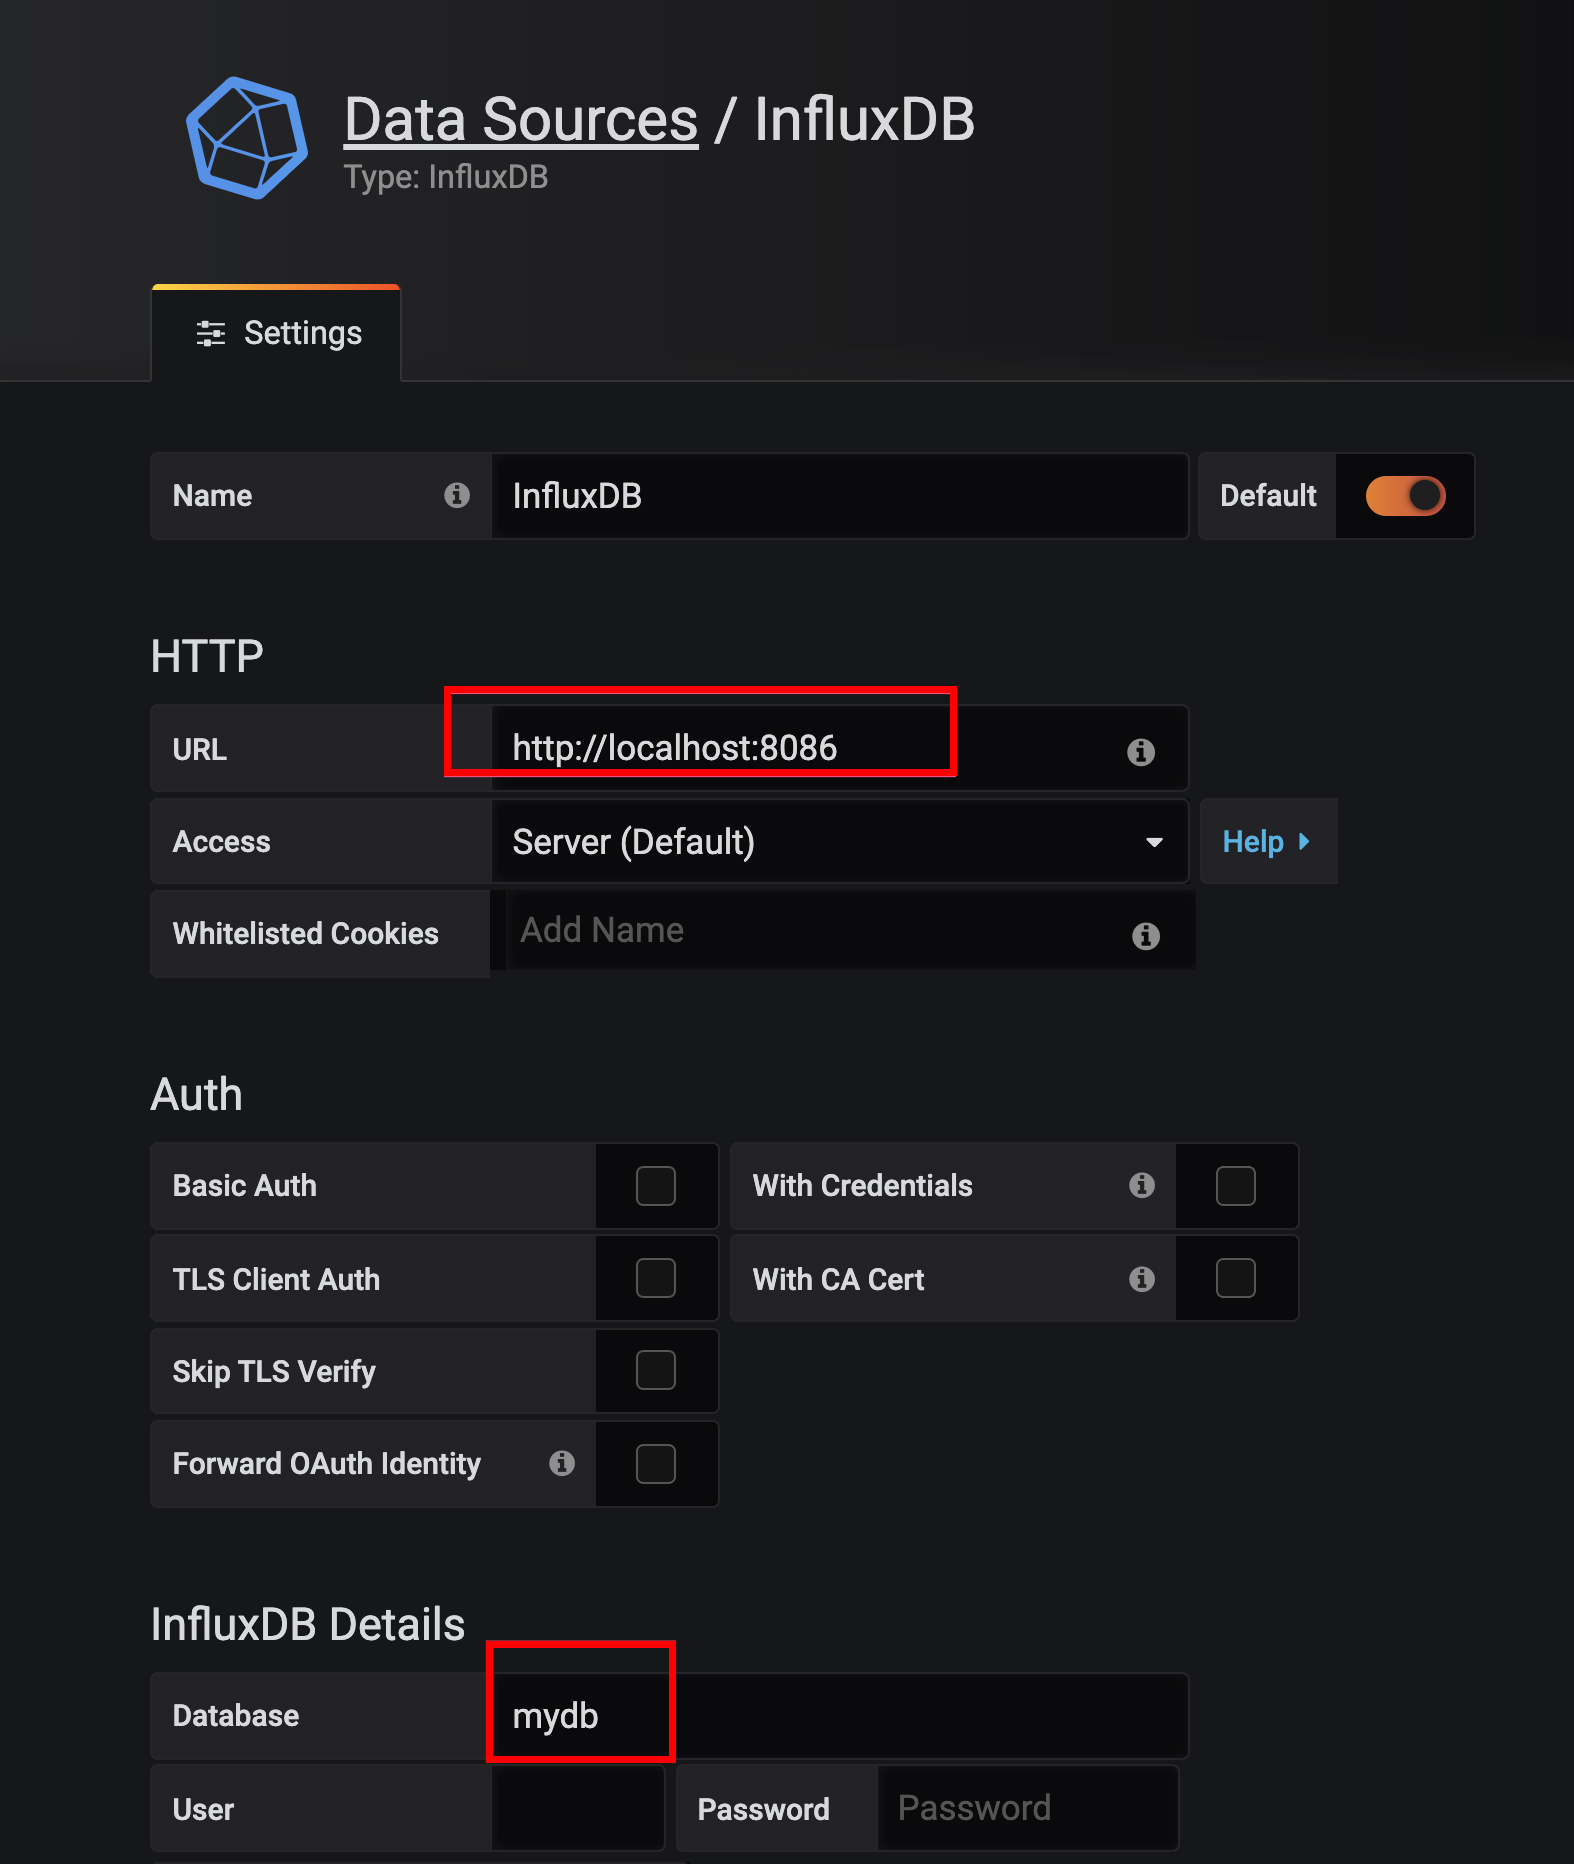 Data Sources / InfluxDB
Type: InfluxDB
Settings
Name InfluxDB Default
HTTP
URL http://localhost:8086
Access Server (Default) Help
Whitelisted Cookies Add Name
Auth
Basic Auth With Credentials
TLS Client Auth With CA Cert
Skip TLS Verify
Forward OAuth Identity
InfluxDB Details
Database mydb
User Password Password